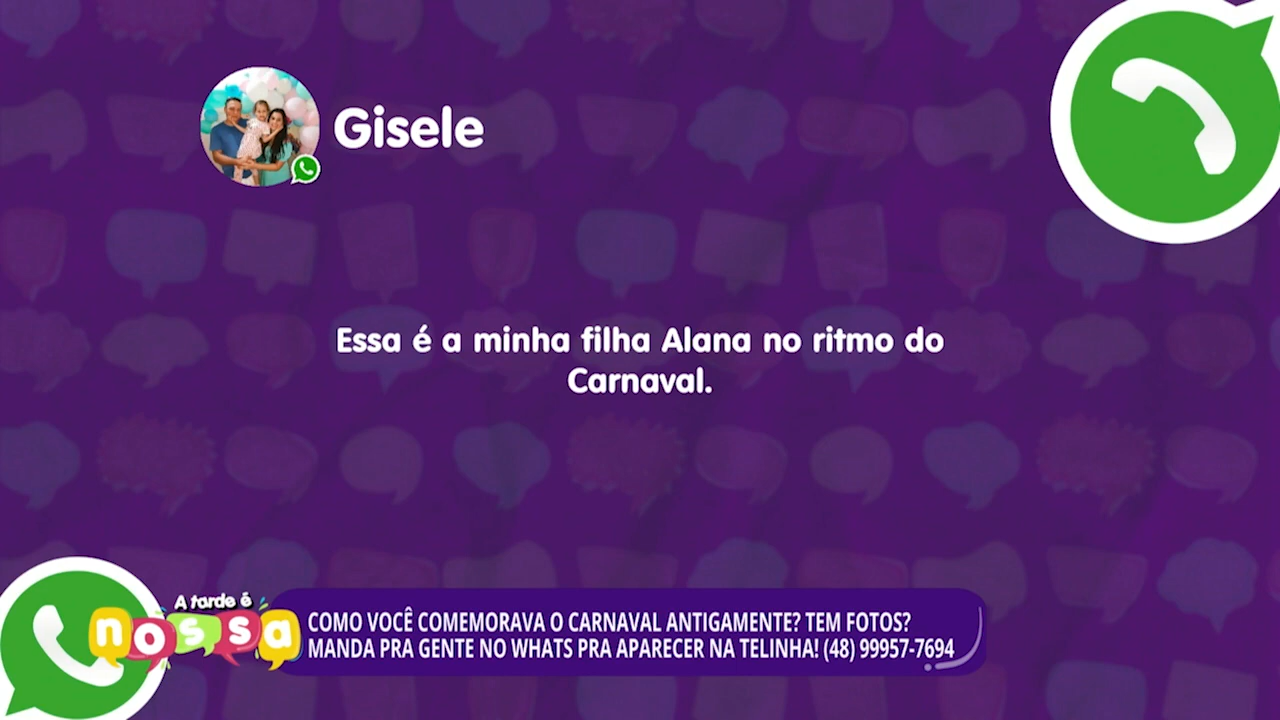 Gisele
Essa é a minha filha Alana no ritmo do
Carnaval.
A tarde é
nossa
COMO VOCÊ COMEMORAVA O CARNAVAL ANTIGAMENTE? TEM FOTOS?
MANDA PRA GENTE NO WHATS PRA APARECER NA TELINHA! (48) 99957-7694